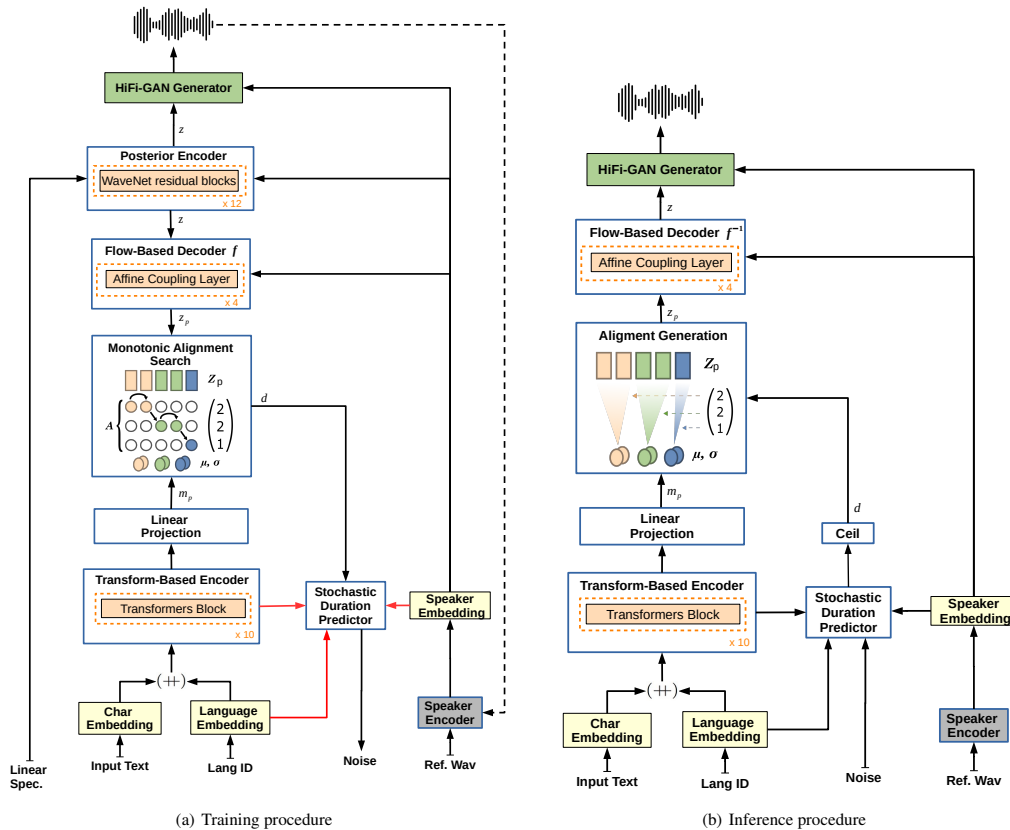 HiFi-GAN Generator
z
Posterior Encoder
WaveNet residual blocks
x 12
z
Flow-Based Decoder f
Affine Coupling Layer
x 4
z_p
Monotonic Alignment
Search
Z_p
d
A
2
2
1
μ, σ
m_p
Linear
Projection
Transform-Based Encoder
Transformers Block
x 10
Stochastic
Duration
Predictor
Speaker
Embedding
(++)
Char
Embedding
Language
Embedding
Speaker
Encoder
Linear
Spec.
Input Text
Lang ID
Noise
Ref. Wav
(a) Training procedure
HiFi-GAN Generator
z
Flow-Based Decoder f⁻¹
Affine Coupling Layer
x 4
z_p
Aligment Generation
Z_p
2
2
1
μ, σ
m_p
Linear
Projection
d
Ceil
Transform-Based Encoder
Transformers Block
x 10
Stochastic
Duration
Predictor
Speaker
Embedding
(++)
Char
Embedding
Language
Embedding
Speaker
Encoder
Input Text
Lang ID
Noise
Ref. Wav
(b) Inference procedure